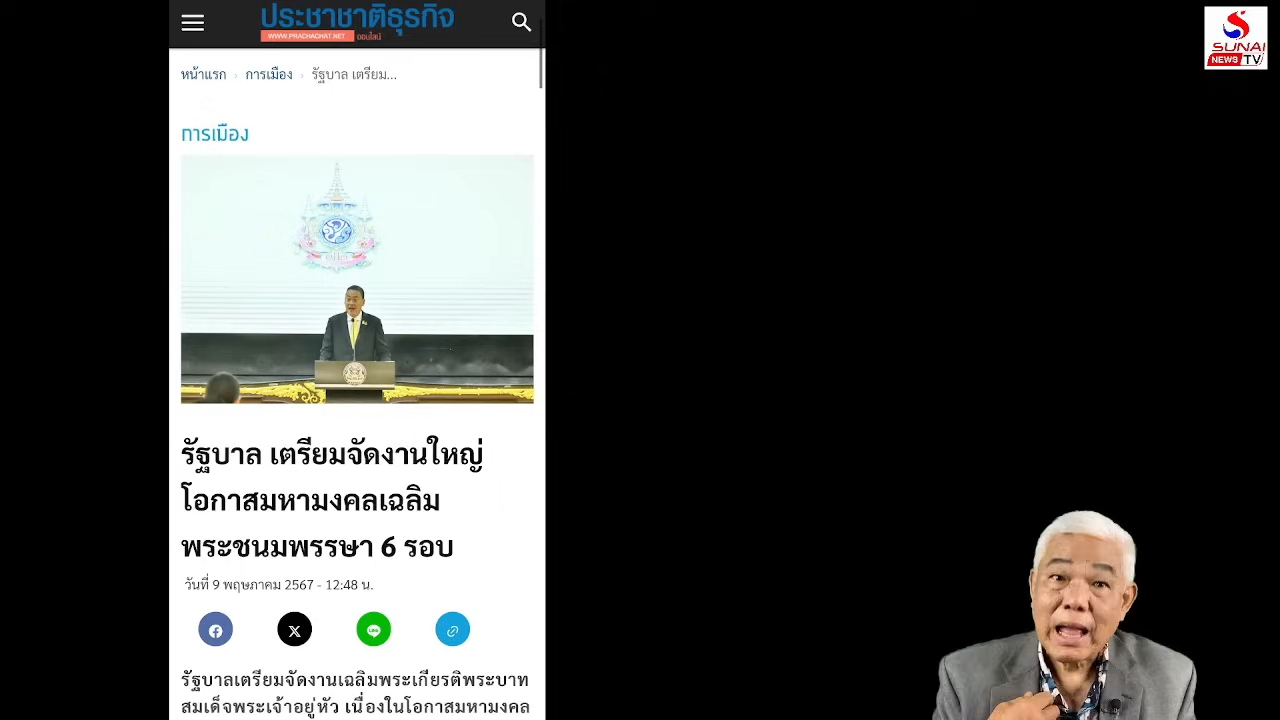 ประชาชาติธุรกิจ
WWW.PRACHACHAT.NET ออนไลน์
SUNAI
NEWS TV
หน้าแรก › การเมือง › รัฐบาล เตรียม...
การเมือง
รัฐบาล เตรียมจัดงานใหญ่
โอกาสมหามงคลเฉลิม
พระชนมพรรษา 6 รอบ
วันที่ 9 พฤษภาคม 2567 - 12:48 น.
รัฐบาลเตรียมจัดงานเฉลิมพระเกียรติพระบาท
สมเด็จพระเจ้าอยู่หัว เนื่องในโอกาสมหามงคล